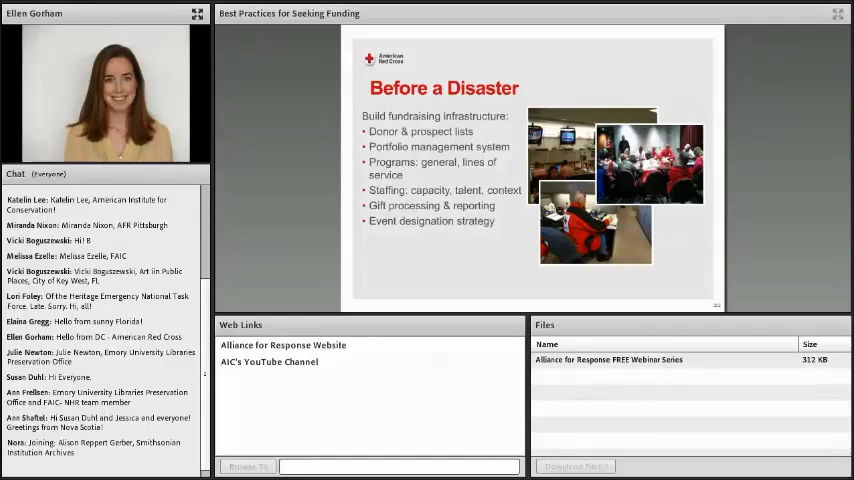 Ellen Gorham
Best Practices for Seeking Funding
American
Red Cross
Before a Disaster
Build fundraising infrastructure:
• Donor & prospect lists
• Portfolio management system
• Programs: general, lines of
service
• Staffing: capacity, talent, context
• Gift processing & reporting
• Event designation strategy
22
Chat (Everyone)
Katelin Lee: Katelin Lee, American Institute for
Conservation!
Miranda Nixon: Miranda Nixon, AFR Pittsburgh
Vicki Boguszewski: Hi! B
Melissa Ezelle: Melissa Ezelle, FAIC
Vicki Boguszewski: Vicki Boguszewski, Art iin Public
Places, City of Key West, FL
Lori Foley: Of the Heritage Emergency National Task
Force. Late. Sorry. Hi, all!
Elaina Gregg: Hello from sunny Florida!
Ellen Gorham: Hello from DC - American Red Cross
Julie Newton: Julie Newton, Emory University Libraries
Preservation Office
Susan Duhl: Hi Everyone.
Ann Frellsen: Emory University Libraries Preservation
Office and FAIC- NHR team member
Ann Shaftel: Hi Susan Duhl and Jessica and everyone!
Greetings from Nova Scotia!
Nora: Joining: Alison Reppert Gerber, Smithsonian
Institution Archives
Web Links
Alliance for Response Website
AIC's YouTube Channel
Browse To
Files
Name Size
Alliance for Response FREE Webinar Series 312 KB
Download File(s)